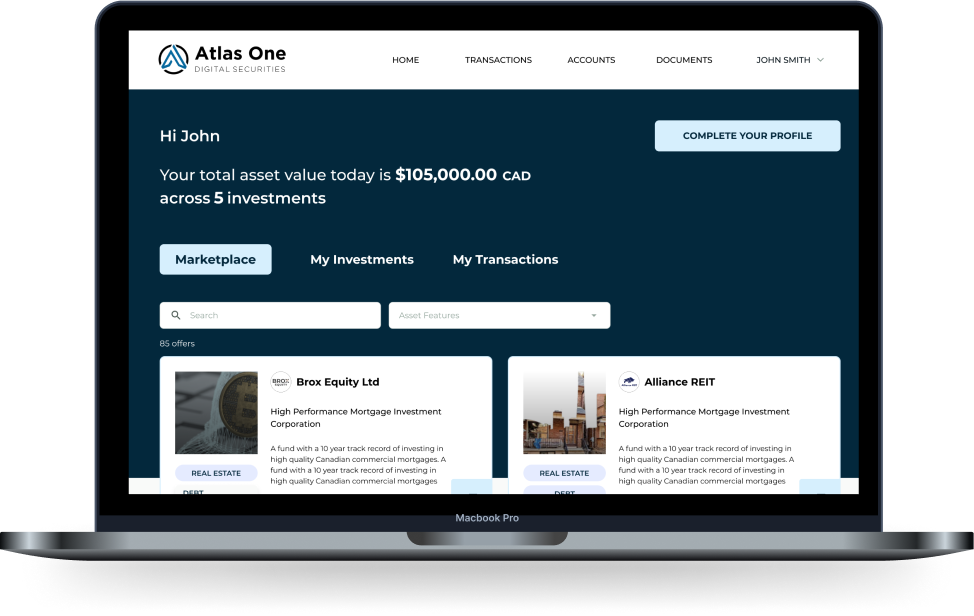 Atlas One
DIGITAL SECURITIES
HOME
TRANSACTIONS
ACCOUNTS
DOCUMENTS
JOHN SMITH
Hi John
COMPLETE YOUR PROFILE
Your total asset value today is $105,000.00 CAD
across 5 investments
Marketplace
My Investments
My Transactions
Search
Asset Features
85 offers
BROX
EQUITY
Brox Equity Ltd
High Performance Mortgage Investment
Corporation
A fund with a 10 year track record of investing in
high quality Canadian commercial mortgages. A
fund with a 10 year track record of investing in
high quality Canadian commercial mortgages
REAL ESTATE
DEBT
Alliance REIT
Alliance REIT
High Performance Mortgage Investment
Corporation
A fund with a 10 year track record of investing in
high quality Canadian commercial mortgages. A
fund with a 10 year track record of investing in
high quality Canadian commercial mortgages
REAL ESTATE
DEBT
Macbook Pro